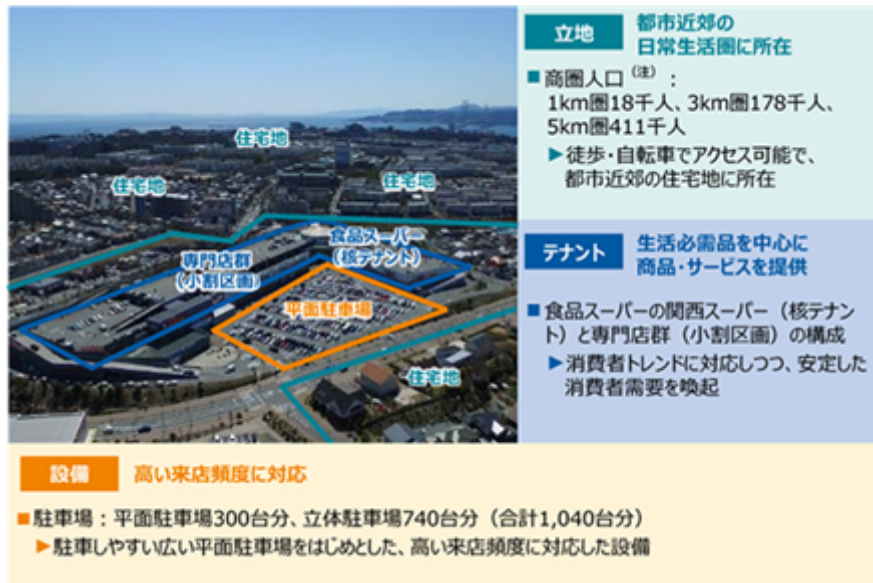 立地
都市近郊の
日常生活圏に所在
■商圏人口（注）：
1km圏18千人、3km圏178千人、
5km圏411千人
▶徒歩・自転車でアクセス可能で、
都市近郊の住宅地に所在
住宅地
住宅地
住宅地
食品スーパー
（核テナント）
専門店群
（小割区画）
平面駐車場
住宅地
テナント
生活必需品を中心に
商品・サービスを提供
■食品スーパーの関西スーパー（核テナン
ト）と専門店群（小割区画）の構成
▶消費者トレンドに対応しつつ、安定した
消費者需要を喚起
設備
高い来店頻度に対応
■駐車場：平面駐車場300台分、立体駐車場740台分（合計1,040台分）
▶駐車しやすい広い平面駐車場をはじめとした、高い来店頻度に対応した設備